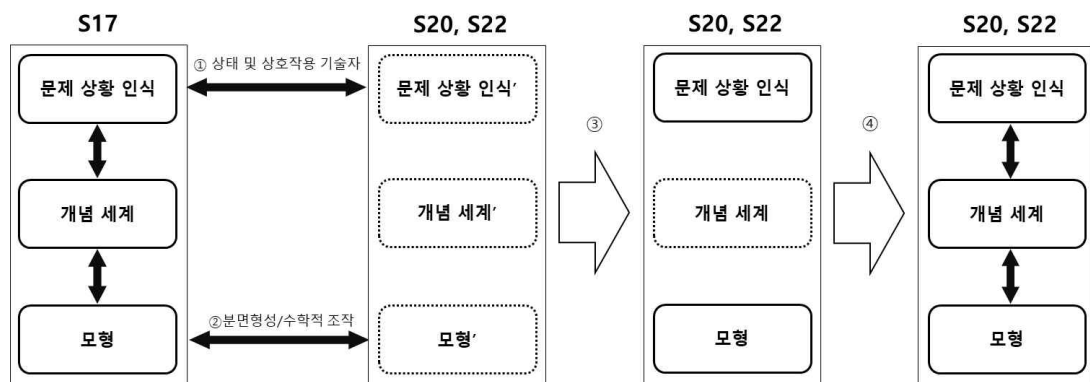 S17
S20, S22
S20, S22
S20, S22
① 상태 및 상호작용 기술자
문제 상황 인식
문제 상황 인식′
문제 상황 인식
문제 상황 인식
③
④
개념 세계
개념 세계′
개념 세계
개념 세계
②분면형성/수학적 조작
모형
모형′
모형
모형